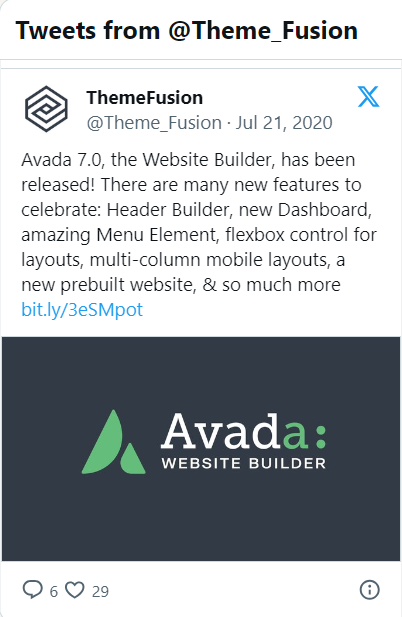 Tweets from @Theme_Fusion
ThemeFusion
@Theme_Fusion · Jul 21, 2020
Avada 7.0, the Website Builder, has been
released! There are many new features to
celebrate: Header Builder, new Dashboard,
amazing Menu Element, flexbox control for
layouts, multi-column mobile layouts, a
new prebuilt website, & so much more
bit.ly/3eSMpot
Avada:
WEBSITE BUILDER
6 29